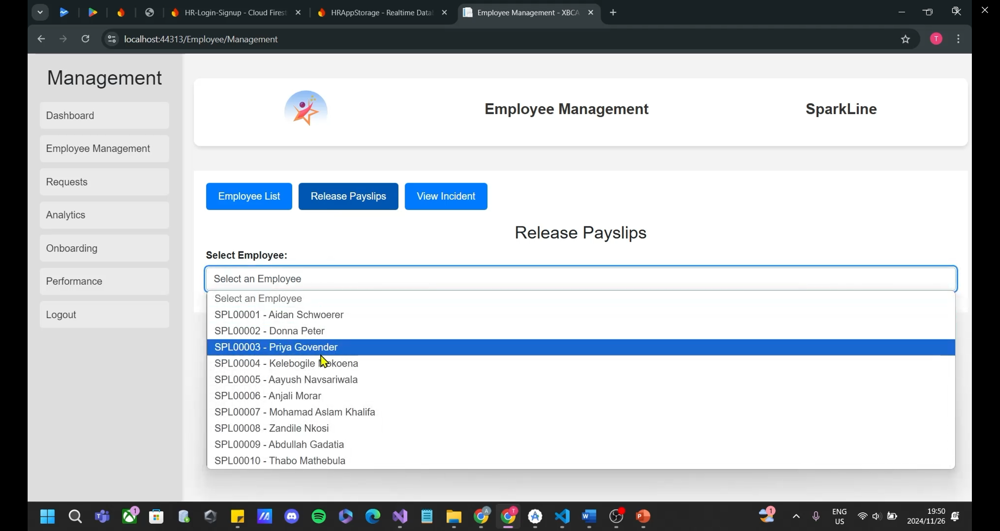 HR-Login-Signup - Cloud Firest
HRAppStorage - Realtime Data
Employee Management - XBCA
localhost:44313/Employee/Management
T
Management
Dashboard
Employee Management
Requests
Analytics
Onboarding
Performance
Logout
Employee Management
SparkLine
Employee List
Release Payslips
View Incident
Release Payslips
Select Employee:
Select an Employee
Select an Employee
SPL00001 - Aidan Schwoerer
SPL00002 - Donna Peter
SPL00003 - Priya Govender
SPL00004 - Kelebogile Mokoena
SPL00005 - Aayush Navsariwala
SPL00006 - Anjali Morar
SPL00007 - Mohamad Aslam Khalifa
SPL00008 - Zandile Nkosi
SPL00009 - Abdullah Gadatia
SPL00010 - Thabo Mathebula
1
1
ENG
US
19:50
2024/11/26